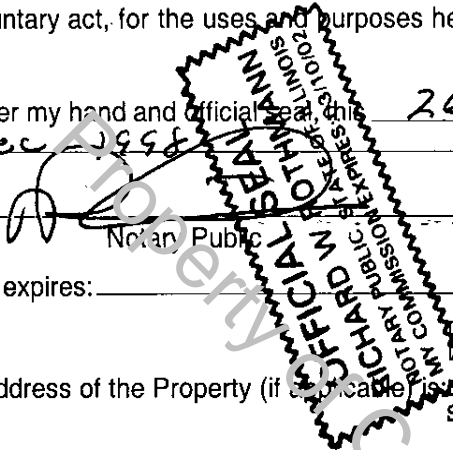 untary act, for the uses and purposes he
er my hand and official seal, this 2
Notary Public
expires:
ddress of the Property (if applicable) is:
OFFICIAL SEAL
RICHARD W ROTHMANN
NOTARY PUBLIC, STATE OF ILLINOIS
MY COMMISSION EXPIRES: 3/10/02
Property of C